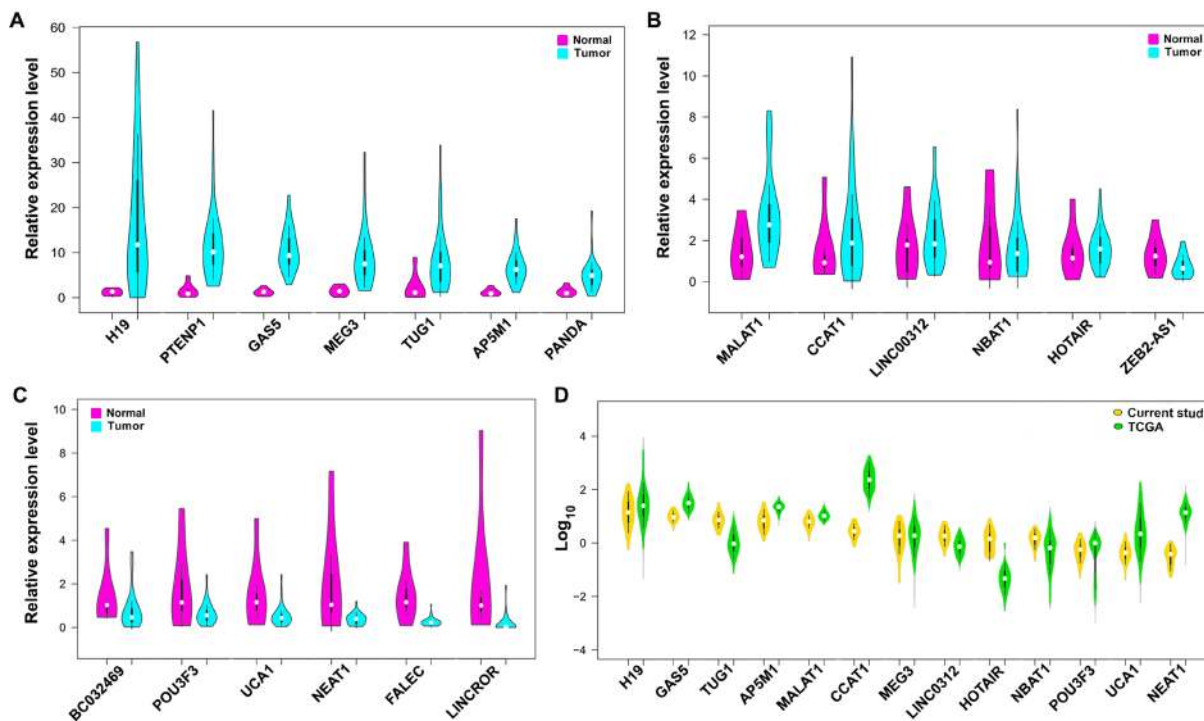 A
Relative expression level
60
50
40
30
20
10
0
Normal
Tumor
H19
PTENP1
GAS5
MEG3
TUG1
AP5M1
PANDA
B
Relative expression level
12
10
8
6
4
2
0
Normal
Tumor
MALAT1
CCAT1
LINC00312
NBAT1
HOTAIR
ZEB2-AS1
C
Relative expression level
10
8
6
4
2
0
Normal
Tumor
BC032469
POU3F3
UCA1
NEAT1
FALEC
LINCROR
D
Log10
4
2
0
−2
−4
Current stud
TCGA
H19
GAS5
TUG1
AP5M1
MALAT1
CCAT1
MEG3
LINC0312
HOTAIR
NBAT1
POU3F3
UCA1
NEAT1